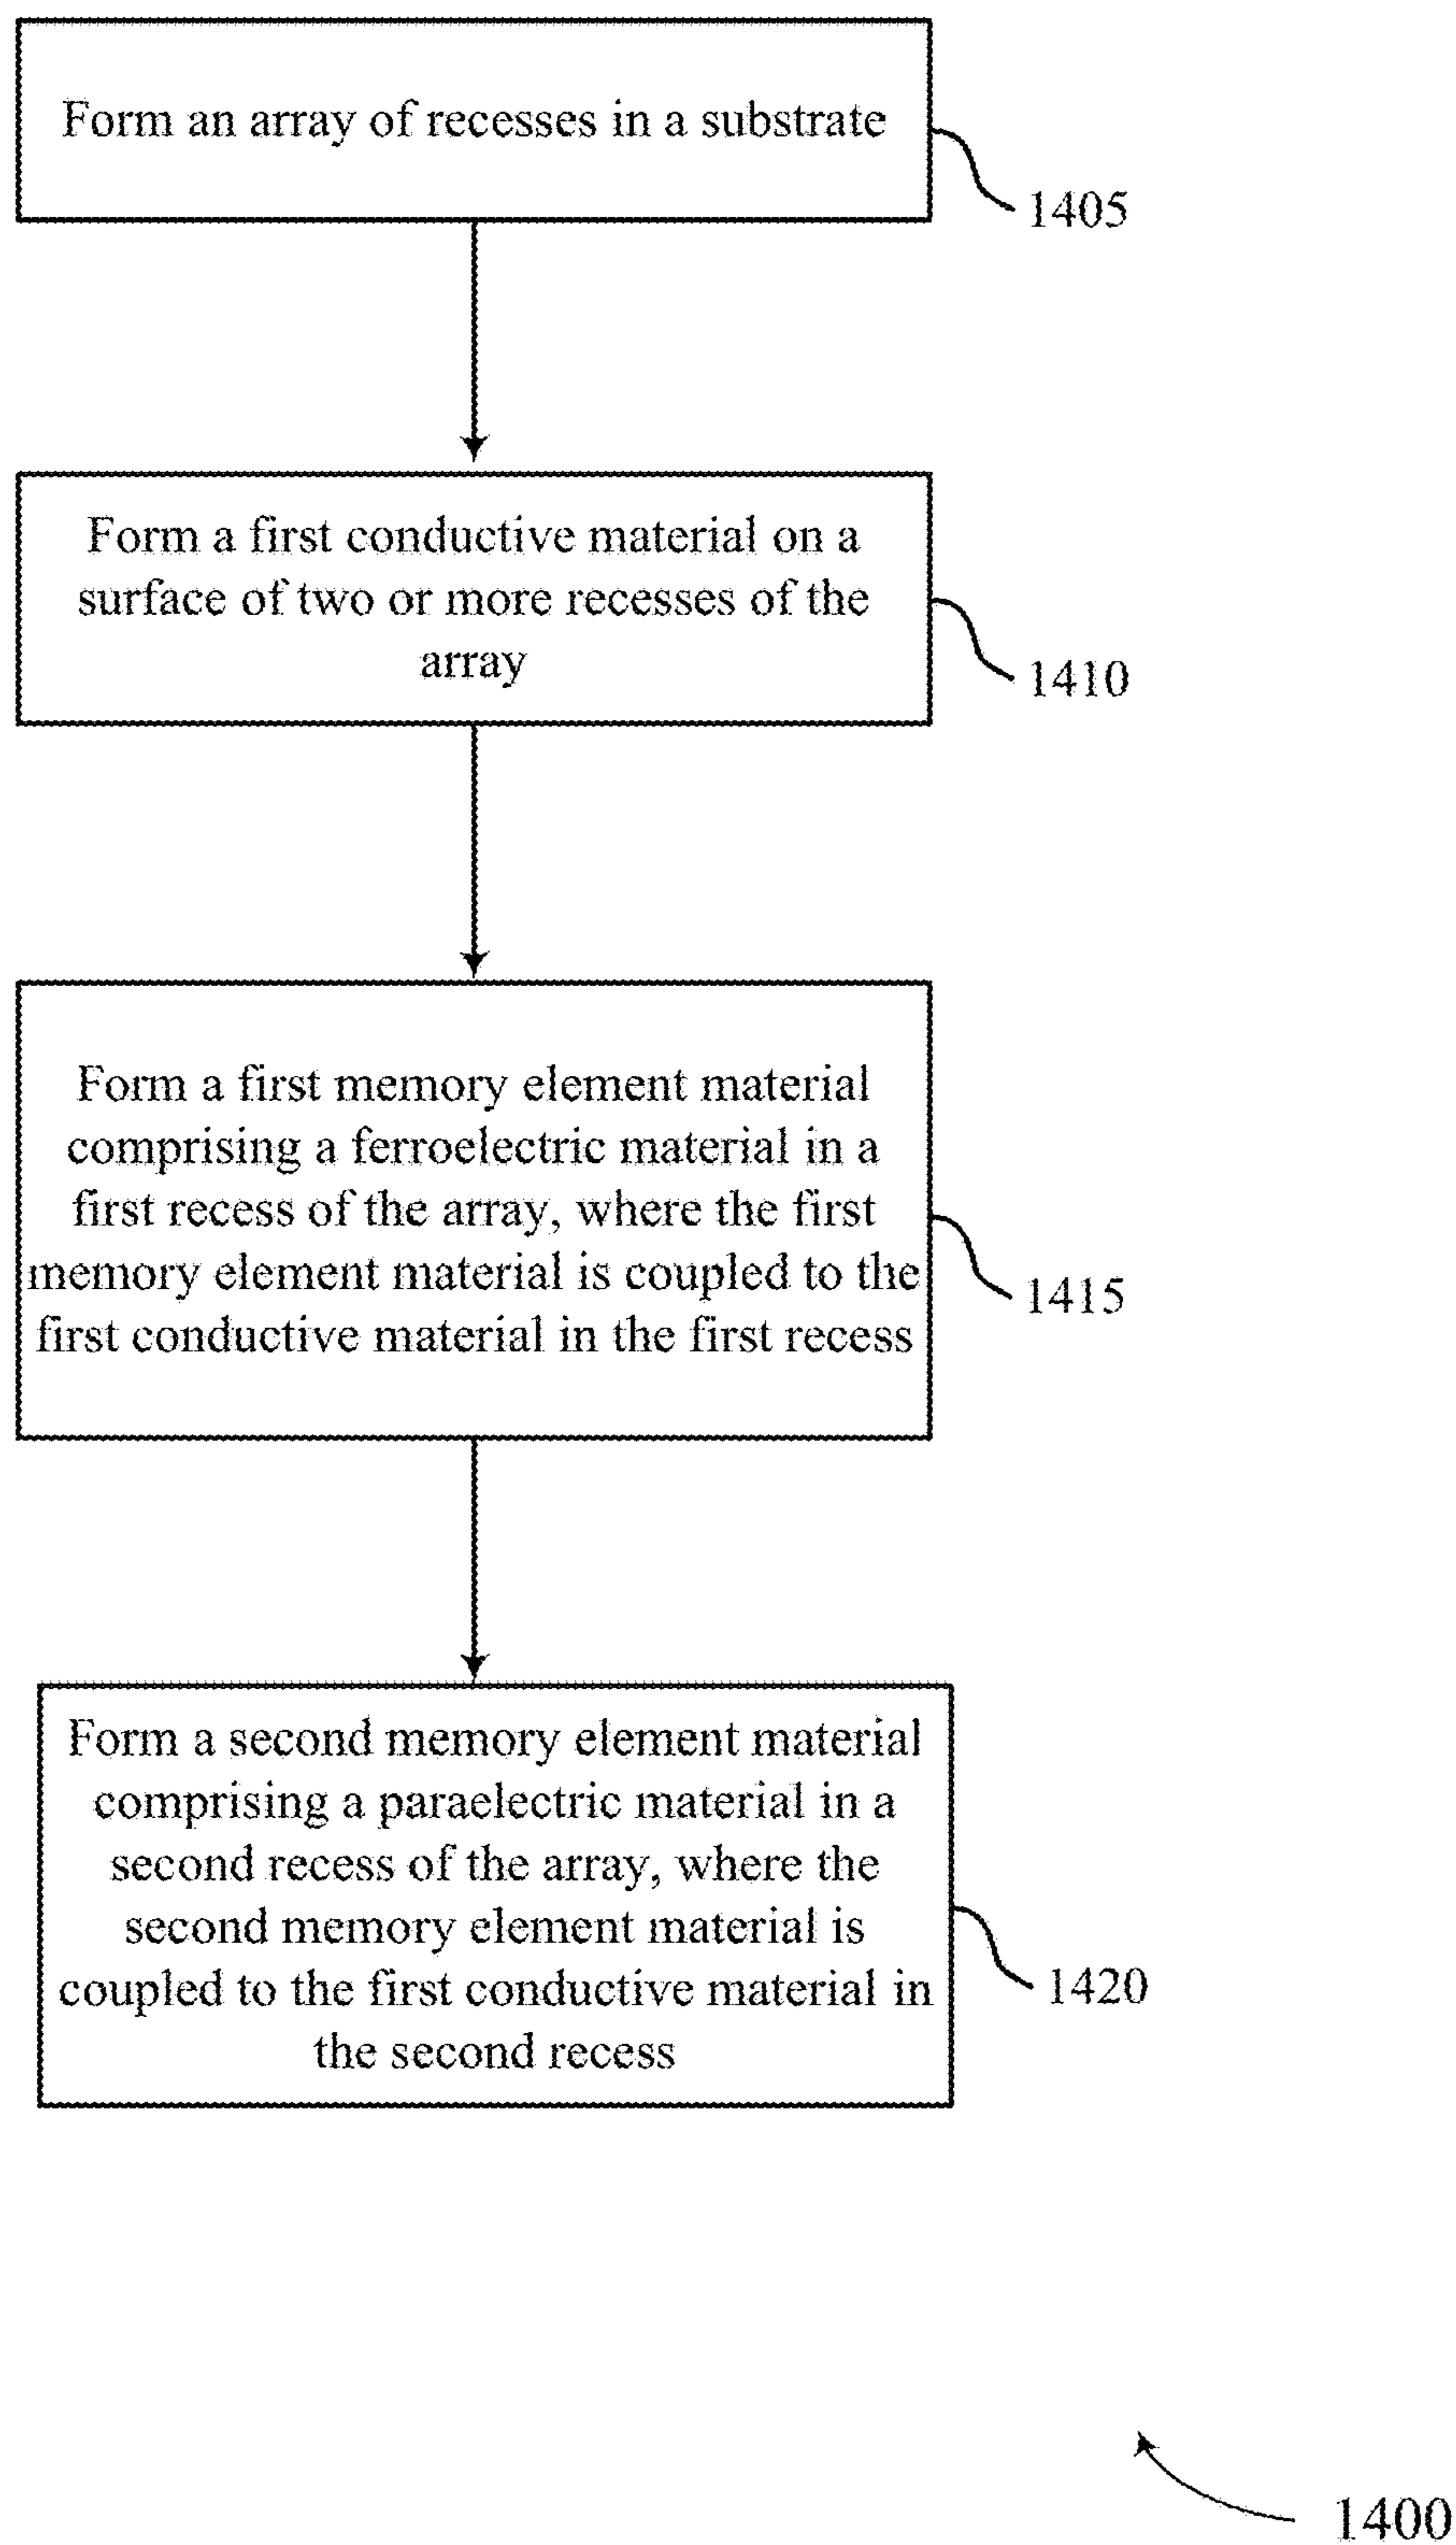 Form an array of recesses in a substrate
1405
Form a first conductive material on a
surface of two or more recesses of the
array
1410
Form a first memory element material
comprising a ferroelectric material in a
first recess of the array, where the first
memory element material is coupled to the
first conductive material in the first recess
1415
Form a second memory element material
comprising a paraelectric material in a
second recess of the array, where the
second memory element material is
coupled to the first conductive material in
the second recess
1420
1400